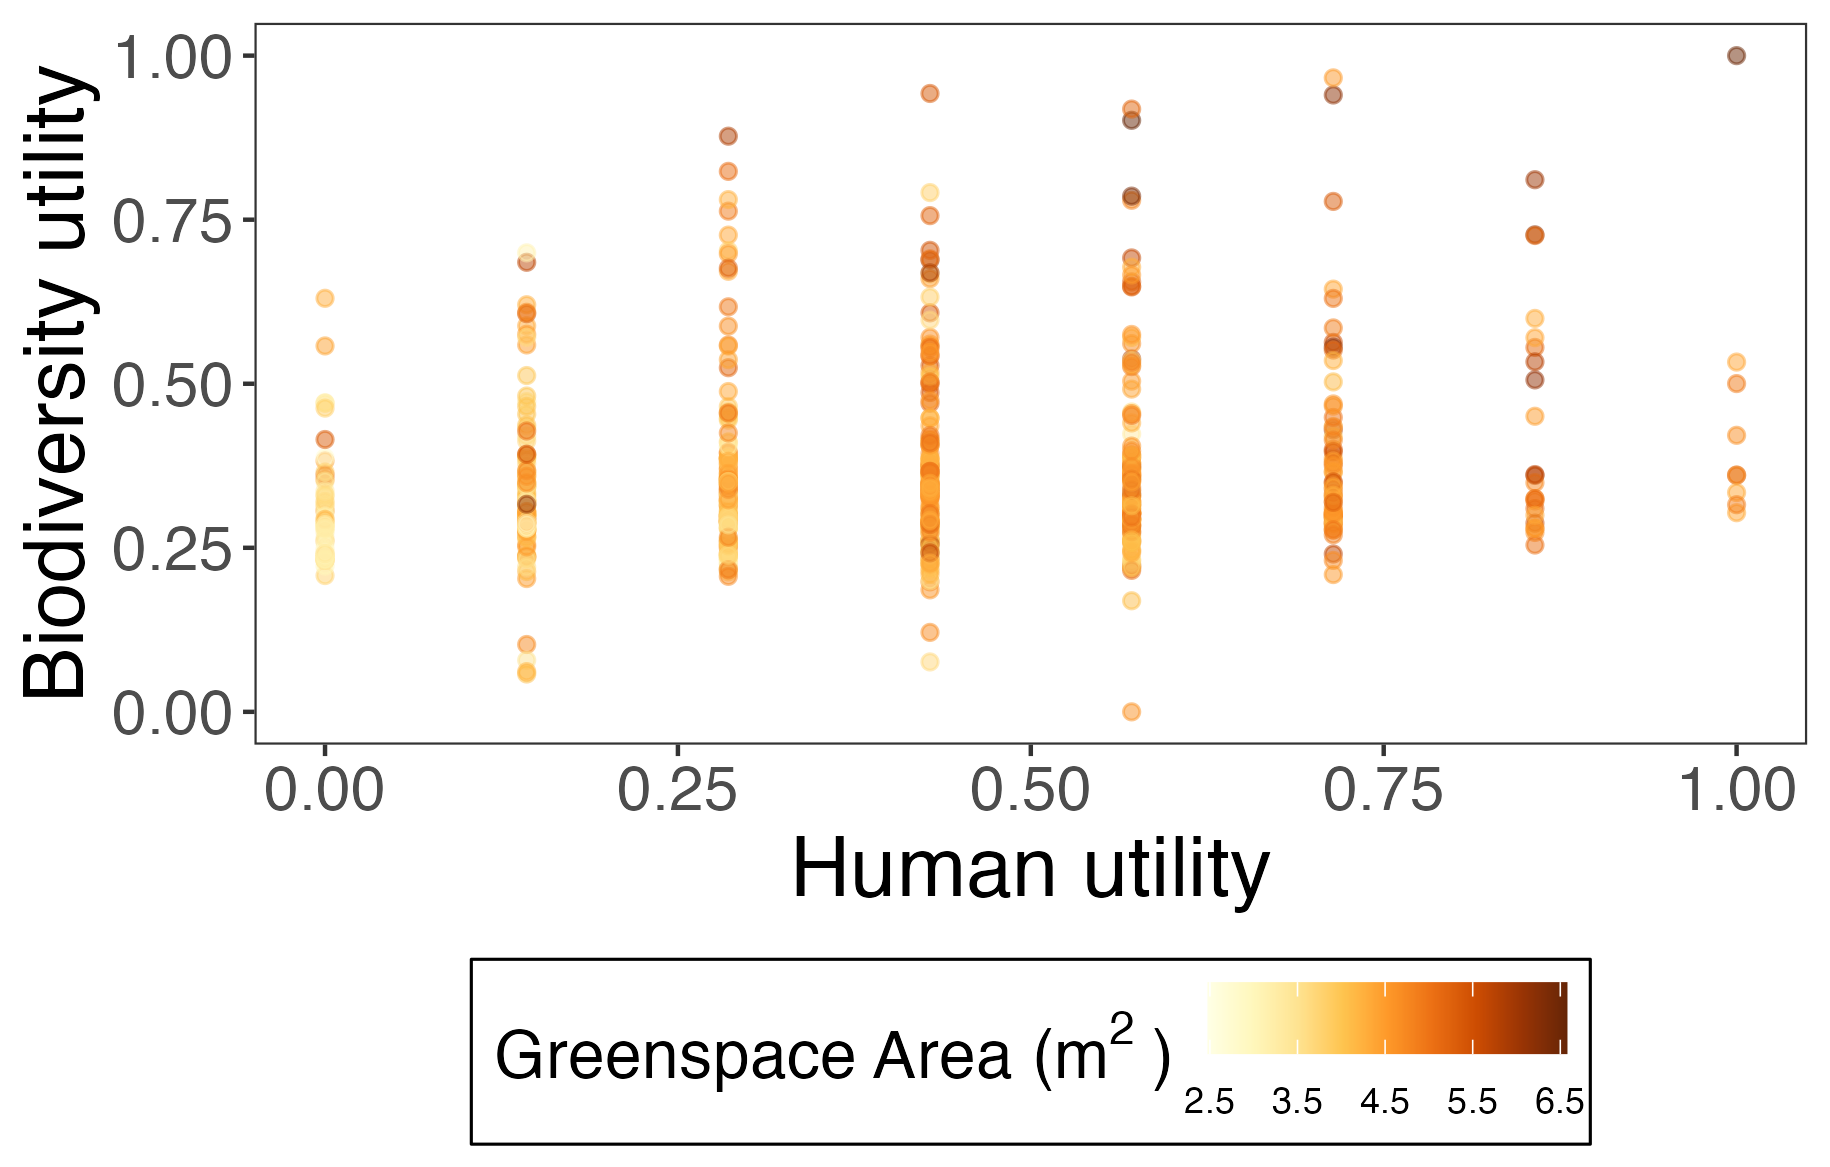 Biodiversity utility
1.00
0.75
0.50
0.25
0.00
0.00 0.25 0.50 0.75 1.00
Human utility
Greenspace Area (m² )
2.5 3.5 4.5 5.5 6.5